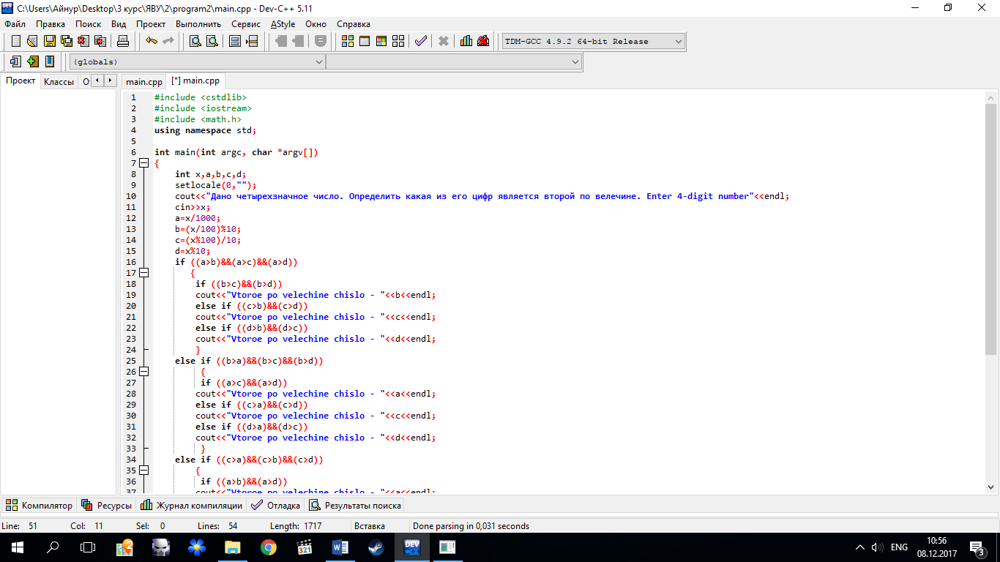 C:\Users\Айнур\Desktop\3 курс\ЯВУ\2\program2\main.cpp - Dev-C++ 5.11
Файл Правка Поиск Вид Проект Выполнить Сервис AStyle Окно Справка
TDM-GCC 4.9.2 64-bit Release
(globals)
Проект Классы О
main.cpp [*] main.cpp
1 #include <cstdlib>
2 #include <iostream>
3 #include <math.h>
4 using namespace std;
5
6 int main(int argc, char *argv[])
7 {
8 int x,a,b,c,d;
9 setlocale(0,"");
10 cout<<"Дано четырехзначное число. Определить какая из его цифр является второй по велечине. Enter 4-digit number"<<endl;
11 cin>>x;
12 a=x/1000;
13 b=(x/100)%10;
14 c=(x%100)/10;
15 d=x%10;
16 if ((a>b)&&(a>c)&&(a>d))
17 {
18 if ((b>c)&&(b>d))
19 cout<<"Vtoroe po velechine chislo - "<<b<<endl;
20 else if ((c>b)&&(c>d))
21 cout<<"Vtoroe po velechine chislo - "<<c<<endl;
22 else if ((d>b)&&(d>c))
23 cout<<"Vtoroe po velechine chislo - "<<d<<endl;
24 }
25 else if ((b>a)&&(b>c)&&(b>d))
26 {
27 if ((a>c)&&(a>d))
28 cout<<"Vtoroe po velechine chislo - "<<a<<endl;
29 else if ((c>a)&&(c>d))
30 cout<<"Vtoroe po velechine chislo - "<<c<<endl;
31 else if ((d>a)&&(d>c))
32 cout<<"Vtoroe po velechine chislo - "<<d<<endl;
33 }
34 else if ((c>a)&&(c>b)&&(c>d))
35 {
36 if ((a>b)&&(a>d))
37 cout<<"Vtoroe po velechine chislo - "<<a<<endl;
Компилятор Ресурсы Журнал компиляции Отладка Результаты поиска
Line: 51 Col: 11 Sel: 0 Lines: 54 Length: 1717 Вставка Done parsing in 0,031 seconds
ENG 10:56
08.12.2017
3